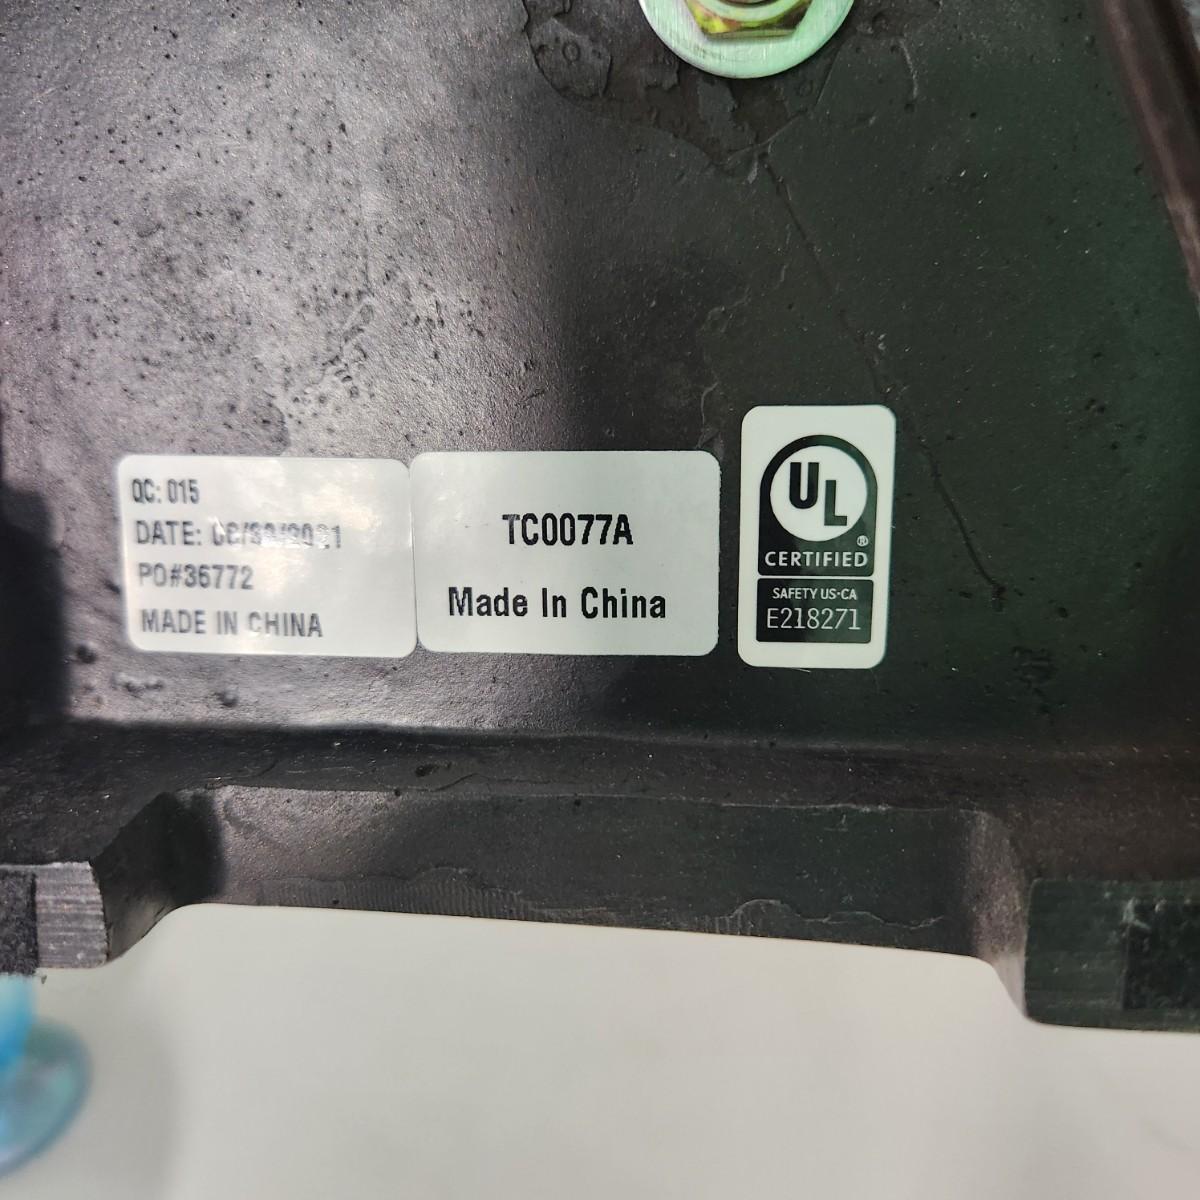 QC: 015
DATE:
PO#36772
MADE IN CHINA
TC0077A
Made In China
UL
®
CERTIFIED
SAFETY US-CA
E218271